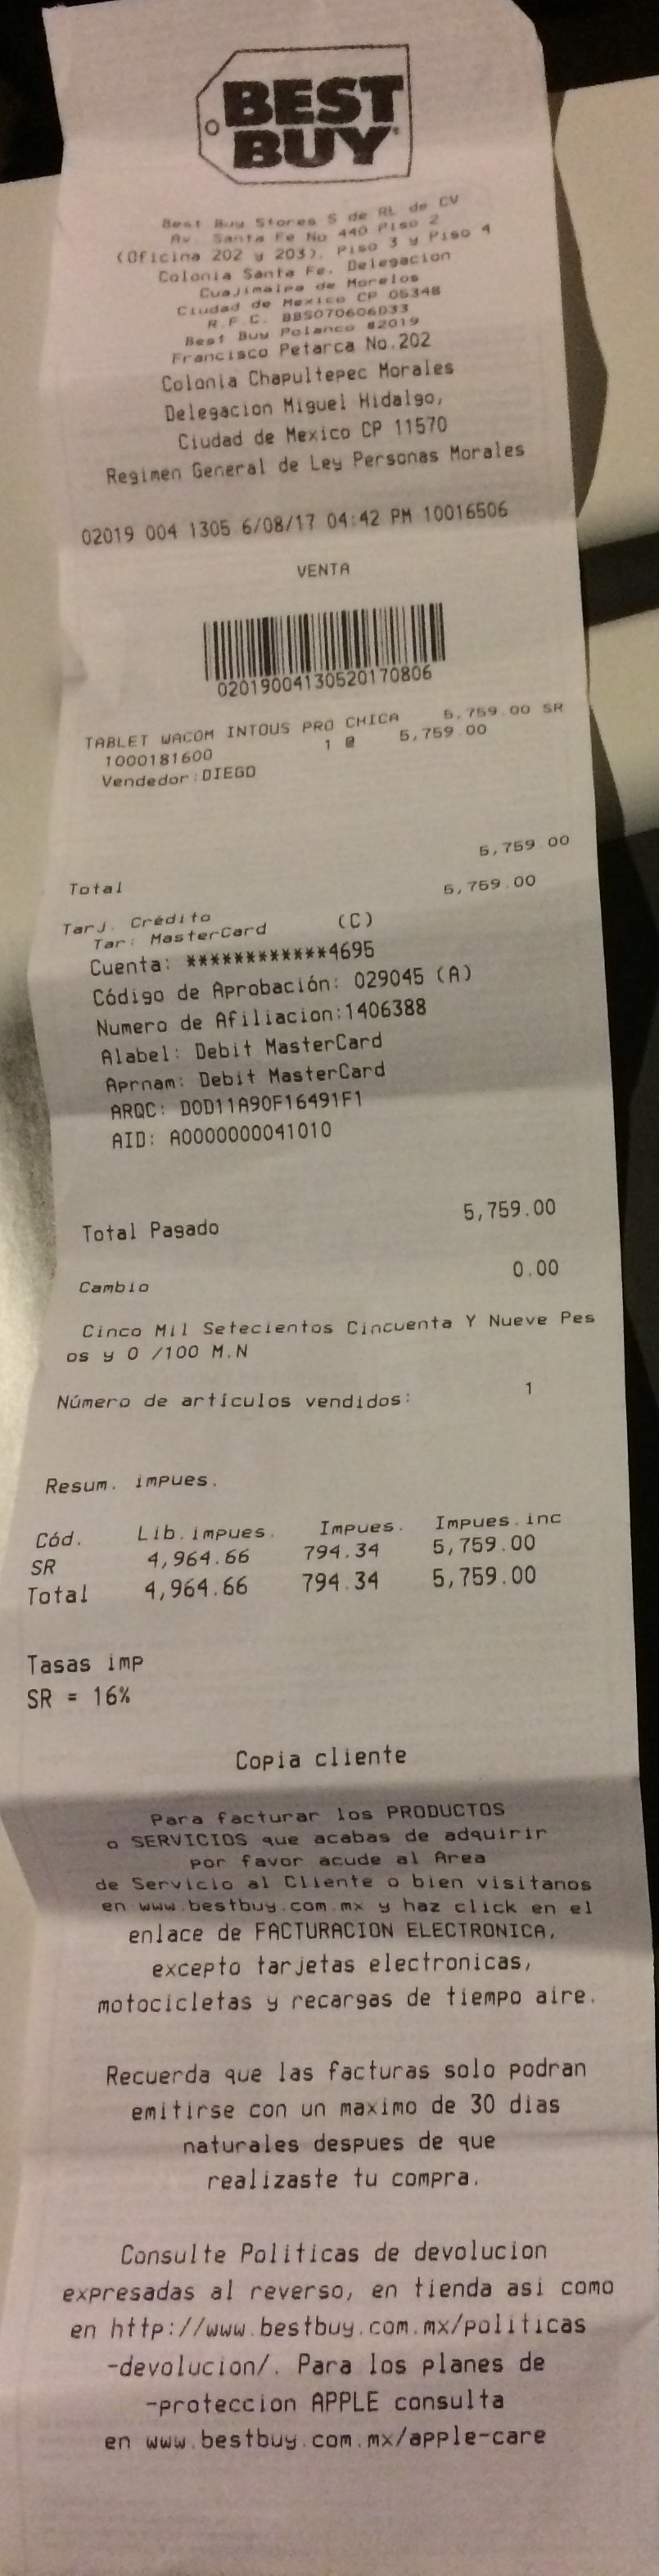 BEST
BUY
Best Buy Stores S de RL de CV
Av. Santa Fe No 440 Piso 2
(Oficina 202 y 203), Piso 3 y Piso 4
Colonia Santa Fe, Delegacion
Cuajimalpa de Morelos
Ciudad de Mexico CP 05348
R.F.C. BBS070606D33
Best Buy Polanco #2019
Francisco Petarca No.202
Colonia Chapultepec Morales
Delegacion Miguel Hidalgo,
Ciudad de Mexico CP 11570
Regimen General de Ley Personas Morales
02019 004 1305 6/08/17 04:42 PM 10016506
VENTA
02019004130520170806
TABLET WACOM INTOUS PRO CHICA 5,759.00 SR
1000181600 1 @ 5,759.00
Vendedor:DIEGO
5,759.00
Total 5,759.00
Tarj. Crédito
Tar: MasterCard (C)
Cuenta: ************4695
Código de Aprobación: 029045 (A)
Numero de Afiliacion:1406388
Alabel: Debit MasterCard
Aprnam: Debit MasterCard
ARQC: D0D11A90F16491F1
AID: A0000000041010
Total Pagado 5,759.00
Cambio 0.00
Cinco Mil Setecientos Cincuenta Y Nueve Pes
os y 0 /100 M.N
Número de artículos vendidos: 1
Resum. impues.
Cód. Lib.impues. Impues. Impues.inc
SR 4,964.66 794.34 5,759.00
Total 4,964.66 794.34 5,759.00
Tasas imp
SR = 16%
Copia cliente
Para facturar los PRODUCTOS
o SERVICIOS que acabas de adquirir
por favor acude al Area
de Servicio al Cliente o bien visitanos
en www.bestbuy.com.mx y haz click en el
enlace de FACTURACION ELECTRONICA,
excepto tarjetas electronicas,
motocicletas y recargas de tiempo aire.
Recuerda que las facturas solo podran
emitirse con un maximo de 30 dias
naturales despues de que
realizaste tu compra.
Consulte Politicas de devolucion
expresadas al reverso, en tienda asi como
en http://www.bestbuy.com.mx/politicas
-devolucion/. Para los planes de
-proteccion APPLE consulta
en www.bestbuy.com.mx/apple-care